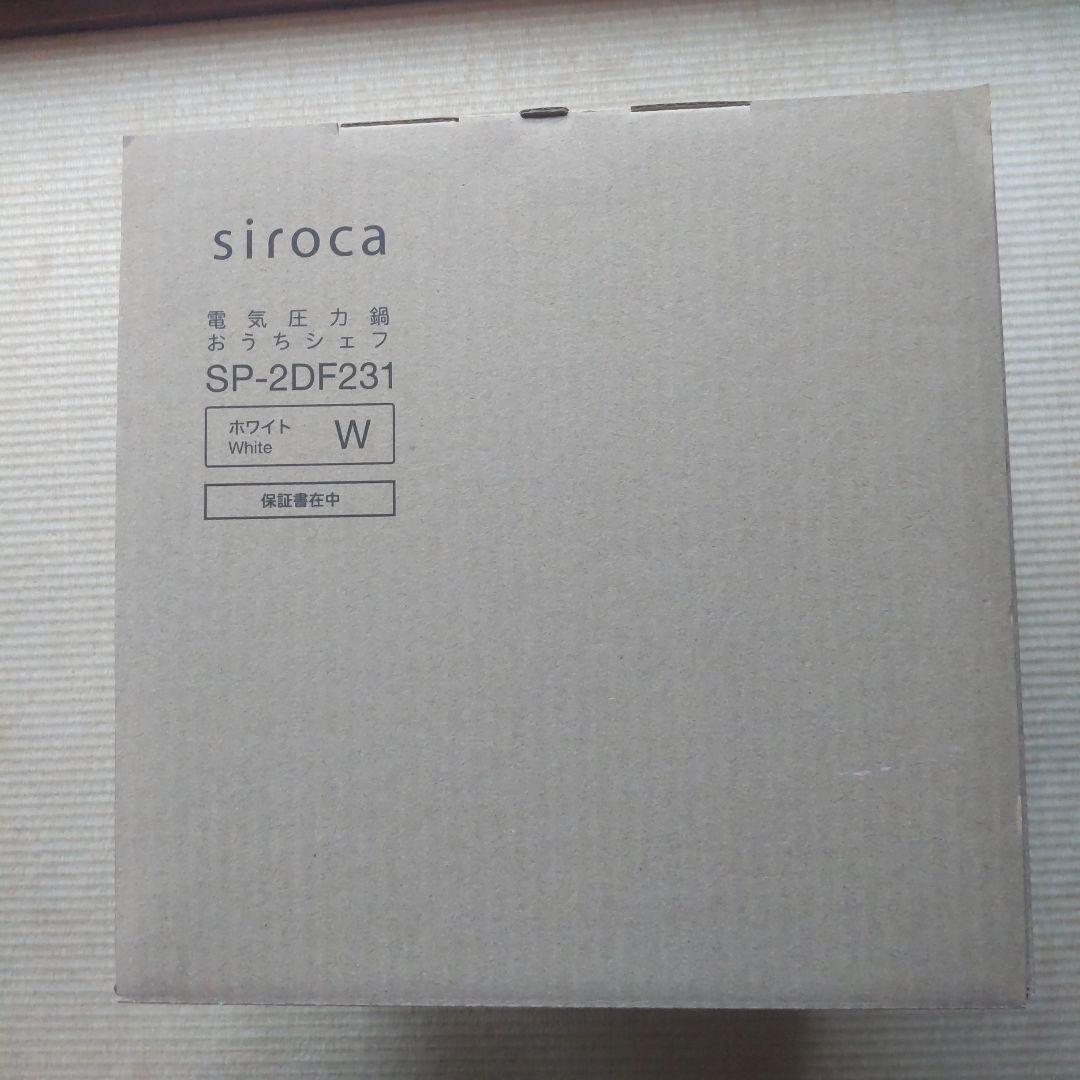 siroca
電気圧力鍋
おうちシェフ
SP-2DF231
ホワイト
White
W
保証書在中